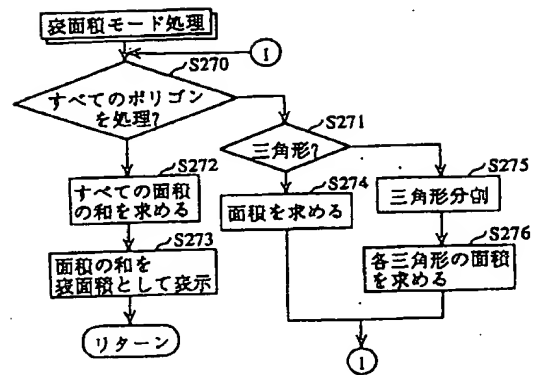 表面積モード処理
1
S270
すべてのポリゴン
を処理?
S271
三角形?
S272
すべての面積
の和を求める
S273
面積の和を
表面積として表示
リターン
S274
面積を求める
S275
三角形分割
S276
各三角形の面積
を求める
1